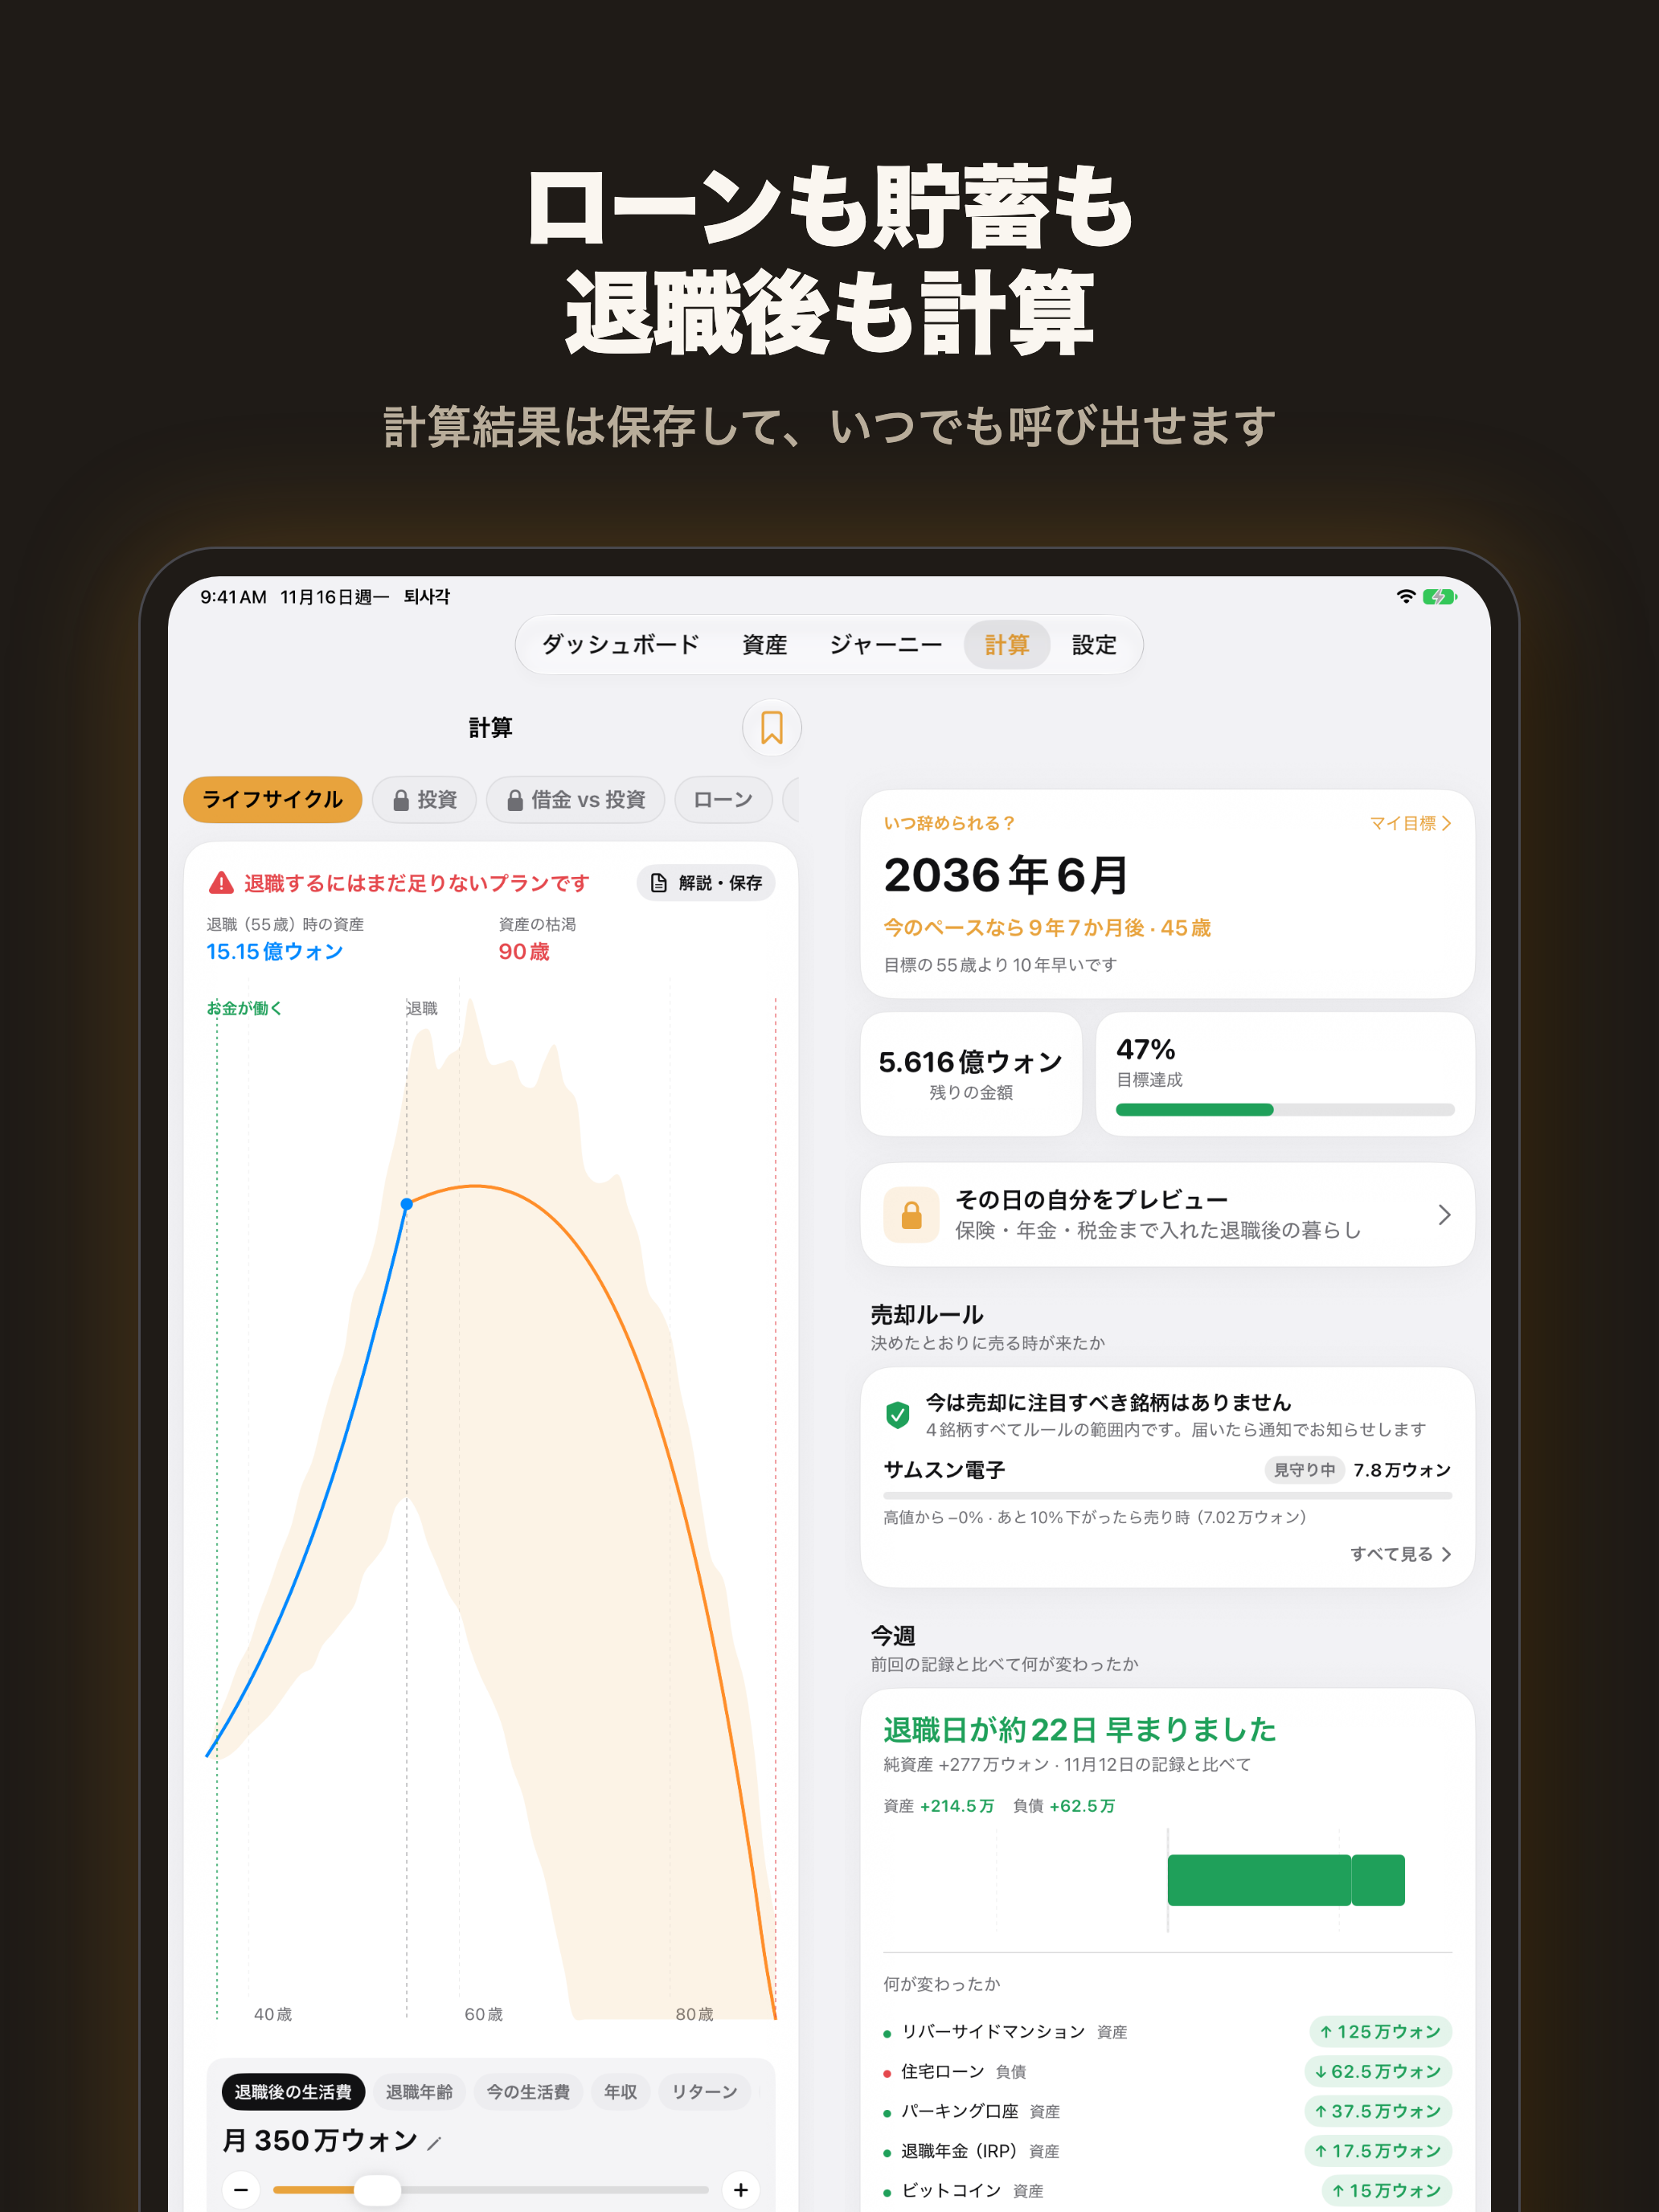 ローンも貯蓄も
退職後も計算
計算結果は保存して、いつでも呼び出せます
9:41 AM 11月16日週一 퇴사각
ダッシュボード 資産 ジャーニー 計算 設定
計算
ライフサイクル 投資 借金 vs 投資 ローン
退職するにはまだ足りないプランです 解説・保存
退職（55歳）時の資産 資産の枯渇
15.15億ウォン 90歳
お金が働く 退職
40歳 60歳 80歳
退職後の生活費 退職年齢 今の生活費 年収 リターン
月 350万ウォン
− +
いつ辞められる？ マイ目標
2036年6月
今のペースなら9年7か月後 · 45歳
目標の55歳より10年早いです
5.616億ウォン
残りの金額
47%
目標達成
その日の自分をプレビュー
保険・年金・税金まで入れた退職後の暮らし
売却ルール
決めたとおりに売る時が来たか
今は売却に注目すべき銘柄はありません
4銘柄すべてルールの範囲内です。届いたら通知でお知らせします
サムスン電子 見守り中 7.8万ウォン
高値から −0% · あと10%下がったら売り時（7.02万ウォン）
すべて見る
今週
前回の記録と比べて何が変わったか
退職日が約22日 早まりました
純資産 +277万ウォン · 11月12日の記録と比べて
資産 +214.5万 負債 +62.5万
何が変わったか
リバーサイドマンション 資産 ↑ 125万ウォン
住宅ローン 負債 ↓ 62.5万ウォン
パーキング口座 資産 ↑ 37.5万ウォン
退職年金（IRP） 資産 ↑ 17.5万ウォン
ビットコイン 資産 ↑ 15万ウォン